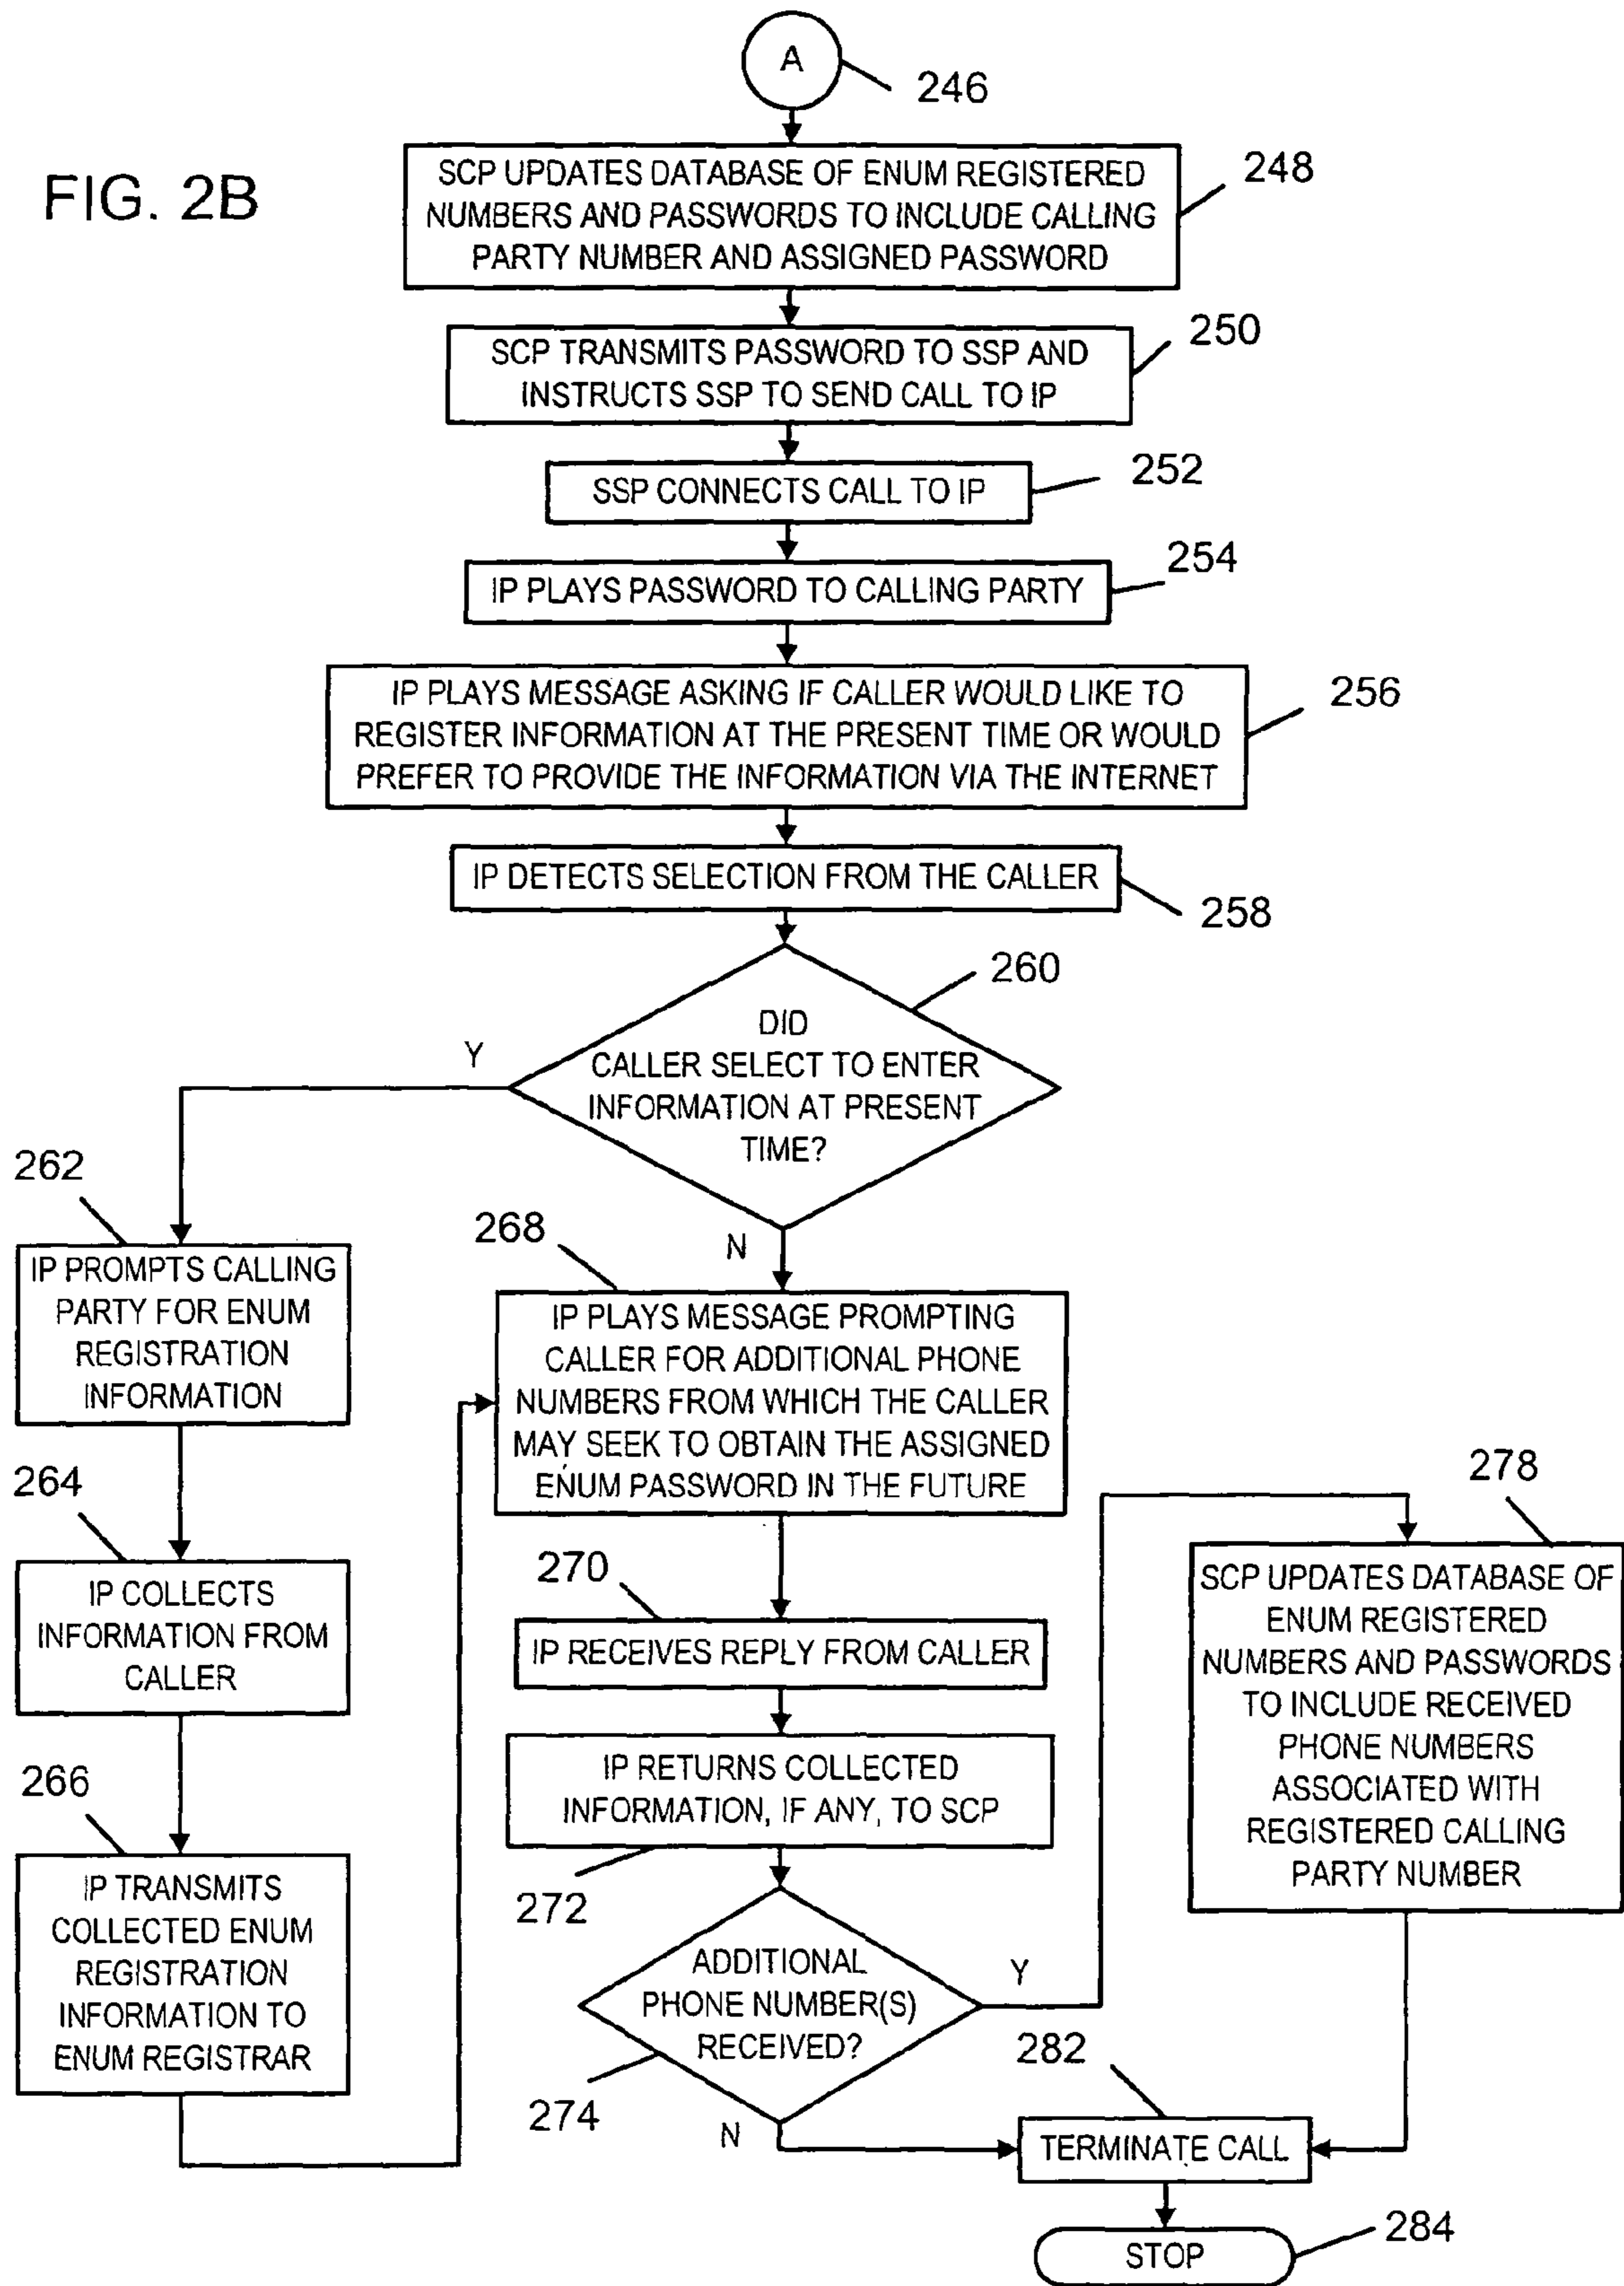 A
246
FIG. 2B
SCP UPDATES DATABASE OF ENUM REGISTERED
NUMBERS AND PASSWORDS TO INCLUDE CALLING
PARTY NUMBER AND ASSIGNED PASSWORD
248
SCP TRANSMITS PASSWORD TO SSP AND
INSTRUCTS SSP TO SEND CALL TO IP
250
SSP CONNECTS CALL TO IP
252
IP PLAYS PASSWORD TO CALLING PARTY
254
IP PLAYS MESSAGE ASKING IF CALLER WOULD LIKE TO
REGISTER INFORMATION AT THE PRESENT TIME OR WOULD
PREFER TO PROVIDE THE INFORMATION VIA THE INTERNET
256
IP DETECTS SELECTION FROM THE CALLER
258
260
DID
CALLER SELECT TO ENTER
INFORMATION AT PRESENT
TIME?
Y
N
262
IP PROMPTS CALLING
PARTY FOR ENUM
REGISTRATION
INFORMATION
264
IP COLLECTS
INFORMATION FROM
CALLER
266
IP TRANSMITS
COLLECTED ENUM
REGISTRATION
INFORMATION TO
ENUM REGISTRAR
268
IP PLAYS MESSAGE PROMPTING
CALLER FOR ADDITIONAL PHONE
NUMBERS FROM WHICH THE CALLER
MAY SEEK TO OBTAIN THE ASSIGNED
ENUM PASSWORD IN THE FUTURE
270
IP RECEIVES REPLY FROM CALLER
IP RETURNS COLLECTED
INFORMATION, IF ANY, TO SCP
272
ADDITIONAL
PHONE NUMBER(S)
RECEIVED?
274
Y
N
278
SCP UPDATES DATABASE OF
ENUM REGISTERED
NUMBERS AND PASSWORDS
TO INCLUDE RECEIVED
PHONE NUMBERS
ASSOCIATED WITH
REGISTERED CALLING
PARTY NUMBER
282
TERMINATE CALL
STOP
284